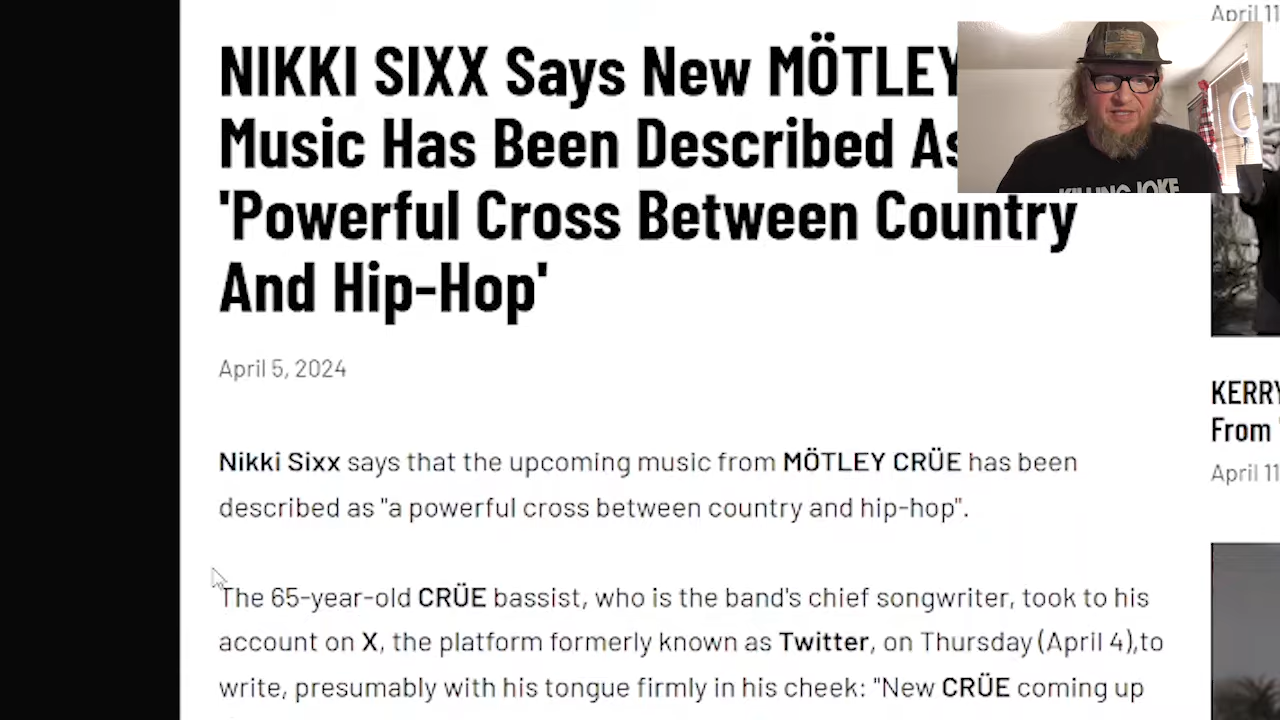 April 11
NIKKI SIXX Says New MÖTLEY
Music Has Been Described As
'Powerful Cross Between Country
And Hip-Hop'
KILLING JOKE
April 5, 2024
KERRY
From '
April 11
Nikki Sixx says that the upcoming music from MÖTLEY CRÜE has been
described as "a powerful cross between country and hip-hop".
The 65-year-old CRÜE bassist, who is the band's chief songwriter, took to his
account on X, the platform formerly known as Twitter, on Thursday (April 4),to
write, presumably with his tongue firmly in his cheek: "New CRÜE coming up